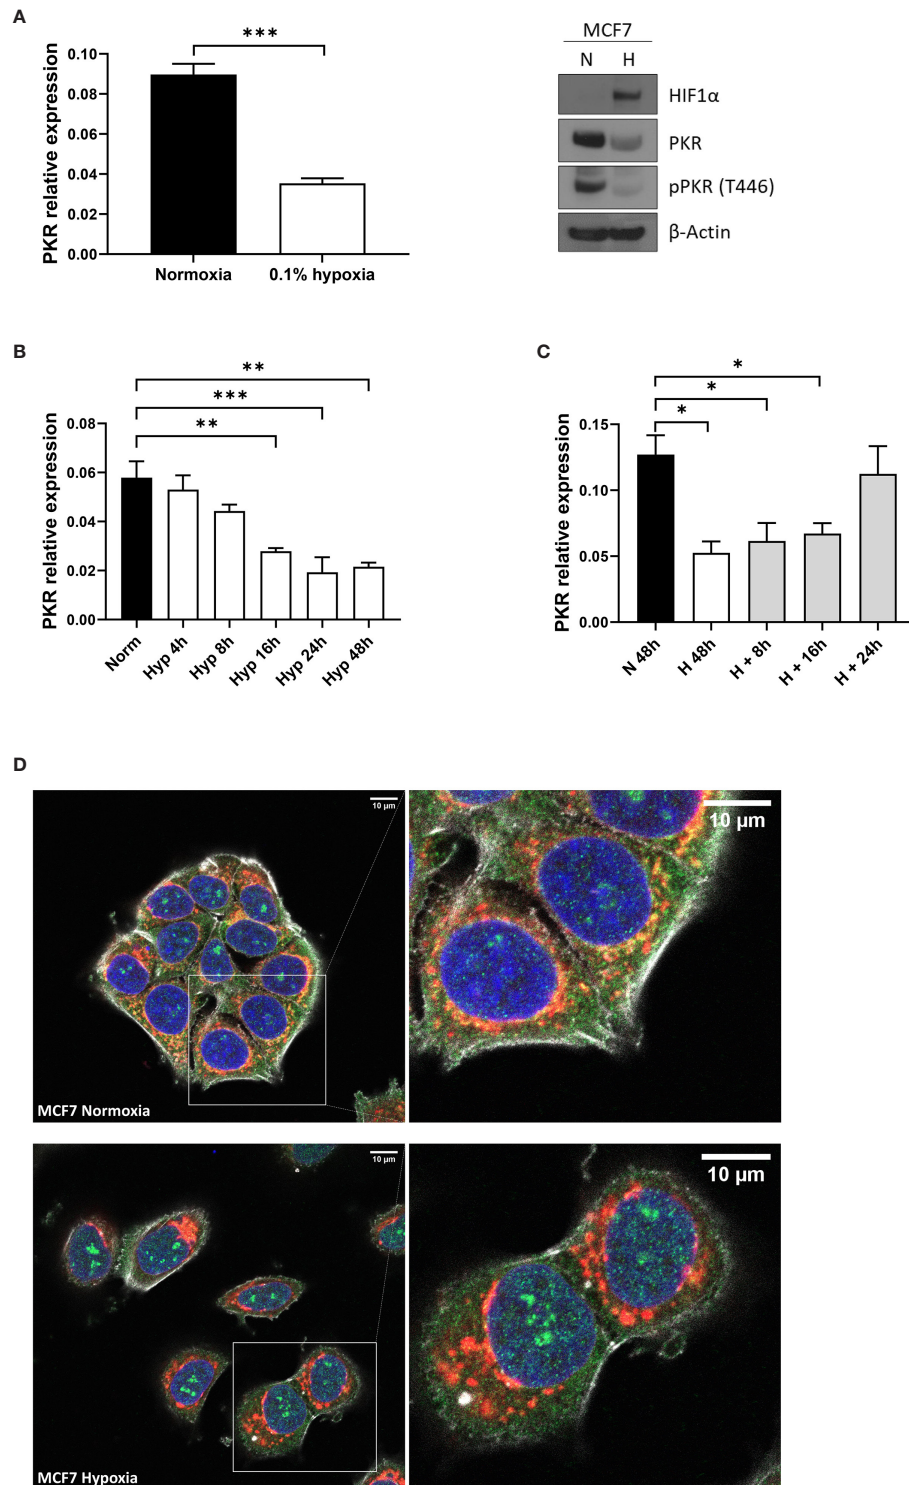 A
PKR relative expression
0.10
0.08
0.06
0.04
0.02
0.00
***
Normoxia
0.1% hypoxia
MCF7
N H
HIF1α
PKR
pPKR (T446)
β-Actin
B
PKR relative expression
0.08
0.06
0.04
0.02
0.00
**
***
**
Norm
Hyp 4h
Hyp 8h
Hyp 16h
Hyp 24h
Hyp 48h
C
PKR relative expression
0.15
0.10
0.05
0.00
*
*
*
N 48h
H 48h
H + 8h
H + 16h
H + 24h
D
10 µm
10 µm
MCF7 Normoxia
10 µm
10 µm
MCF7 Hypoxia